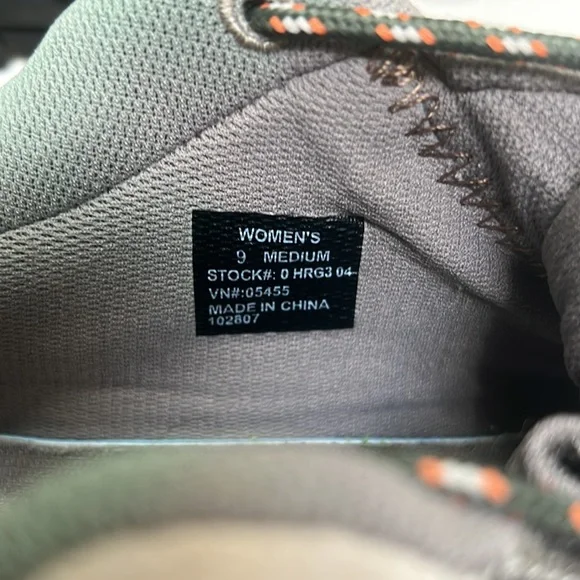 WOMEN'S
9 MEDIUM
STOCK#: 0 HRG3 04
VN#:05455
MADE IN CHINA
102807